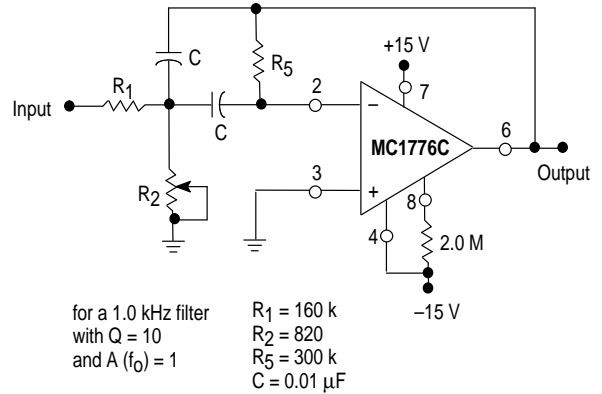 C
R5
+15 V
R1
2
7
Input
C
–
MC1776C
6
Output
3
+
R2
8
4
2.0 M
–15 V
for a 1.0 kHz filter
with Q = 10
and A (fo) = 1
R1 = 160 k
R2 = 820
R5 = 300 k
C = 0.01 µF